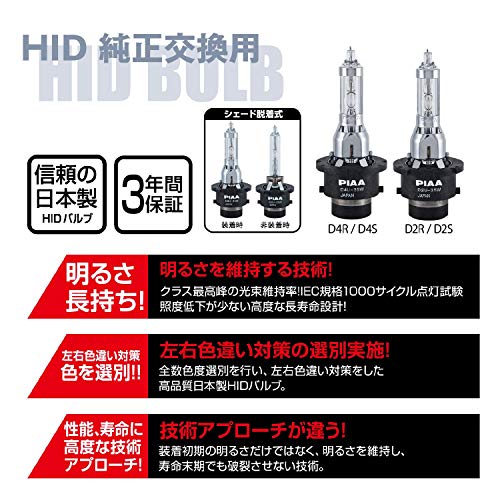 HID 純正交換用
HID BULB
信頼の
日本製
HIDバルブ
3年間
保証
シェード脱着式
装着時
非装着時
PIAA
D4U-35W
JAPAN
D4R / D4S
PIAA
D2U-35W
JAPAN
D2R / D2S
明るさ
長持ち!
明るさを維持する技術!
クラス最高峰の光束維持率!IEC規格1000サイクル点灯試験
照度低下が少ない高度な長寿命設計!
左右色違い対策
色を選別!!
左右色違い対策の選別実施!
全数色度選別を行い、左右色違い対策をした
高品質日本製HIDバルブ。
性能、寿命に
高度な技術
アプローチ!
技術アプローチが違う!
装着初期の明るさだけではなく、明るさを維持し、
寿命末期でも破裂させない技術。